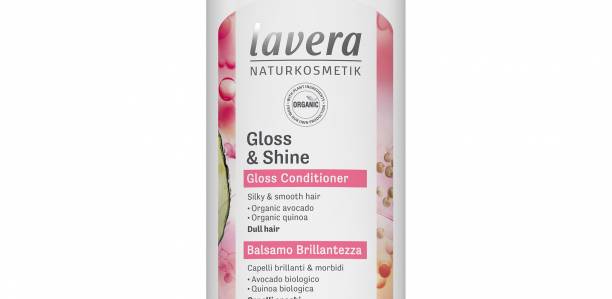 lavera
NATURKOSMETIK
ORGANIC
Gloss
& Shine
Gloss Conditioner
Silky & smooth hair
• Organic avocado
• Organic quinoa
Dull hair
Balsamo Brillantezza
Capelli brillanti & morbidi
• Avocado biologico
• Quinoa biologica